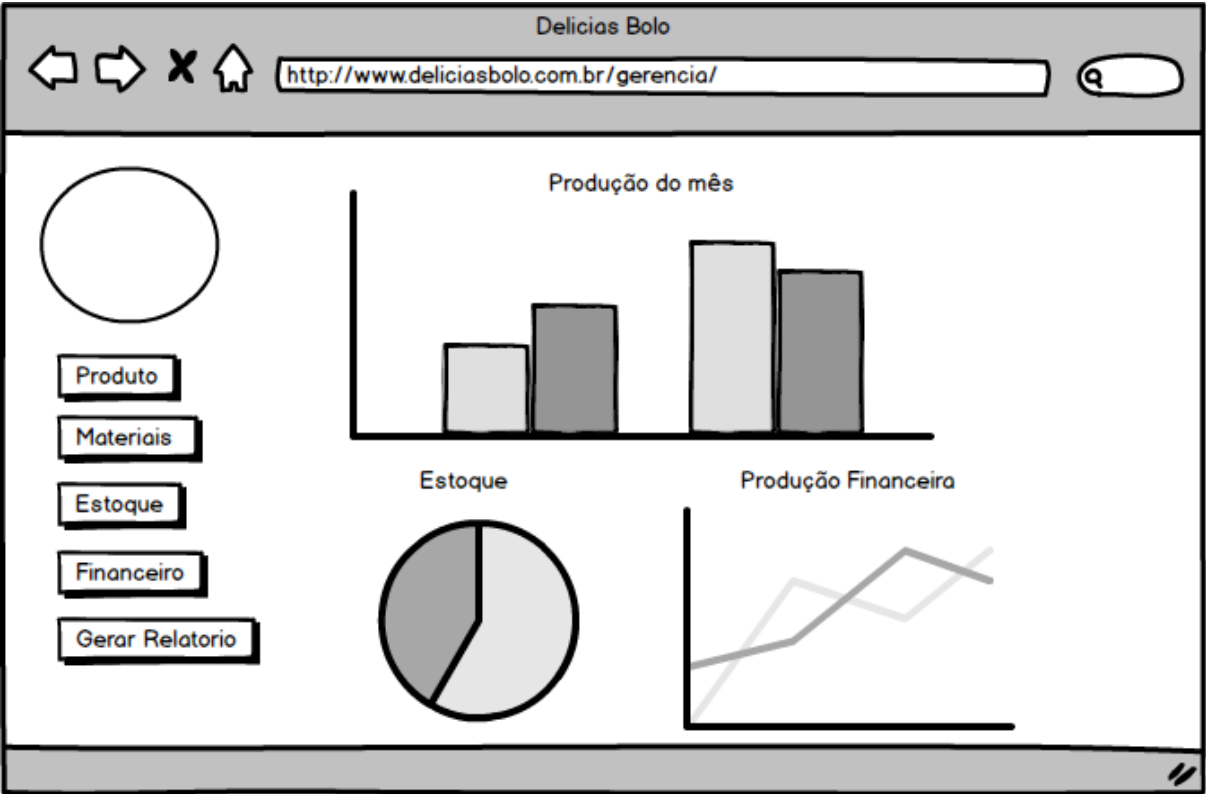 Delicias Bolo
http://www.deliciasbolo.com.br/gerencia/
Produção do mês
Produto
Materiais
Estoque
Financeiro
Gerar Relatorio
Estoque
Produção Financeira